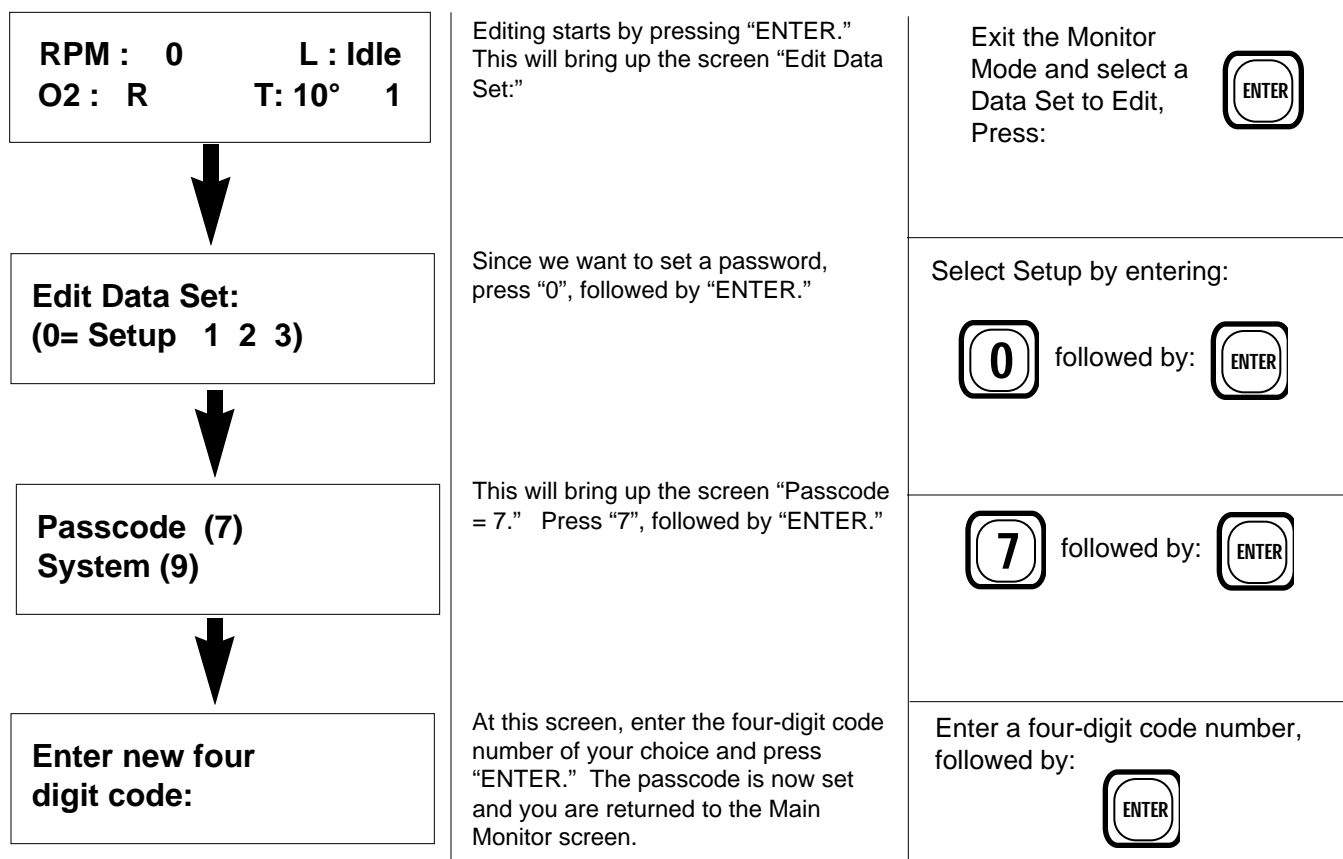 RPM : 0 L : Idle
O2 : R T: 10° 1
Editing starts by pressing “ENTER.”
This will bring up the screen “Edit Data
Set:”
Exit the Monitor
Mode and select a
Data Set to Edit,
Press:
ENTER
Edit Data Set:
(0= Setup 1 2 3)
Since we want to set a password,
press “0”, followed by “ENTER.”
Select Setup by entering:
0 followed by: ENTER
Passcode (7)
System (9)
This will bring up the screen “Passcode
= 7.” Press “7”, followed by “ENTER.”
7 followed by: ENTER
Enter new four
digit code:
At this screen, enter the four-digit code
number of your choice and press
“ENTER.” The passcode is now set
and you are returned to the Main
Monitor screen.
Enter a four-digit code number,
followed by:
ENTER